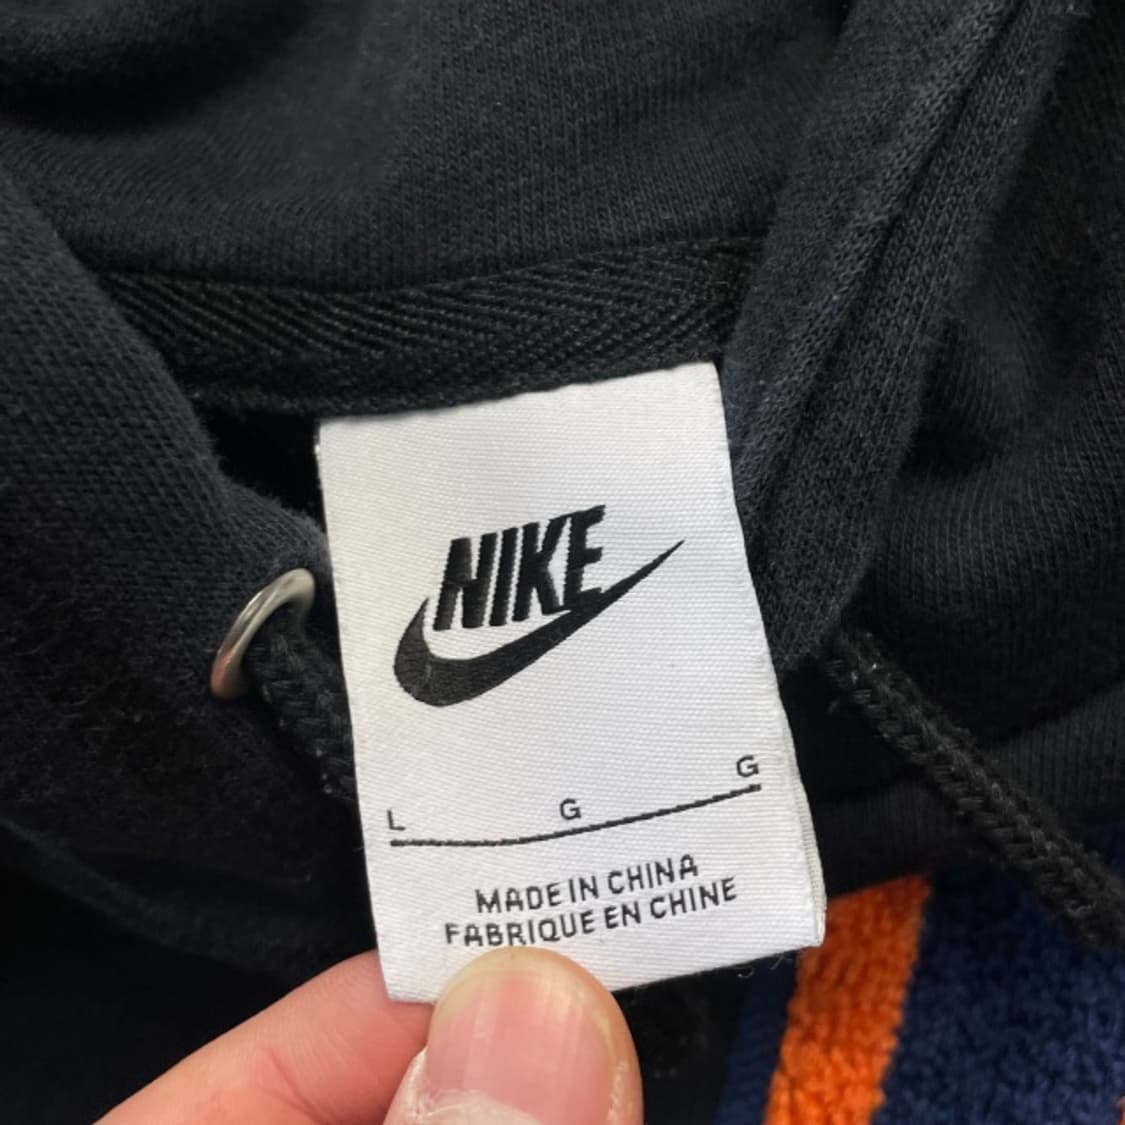 NIKE
L G G
MADE IN CHINA
FABRIQUE EN CHINE